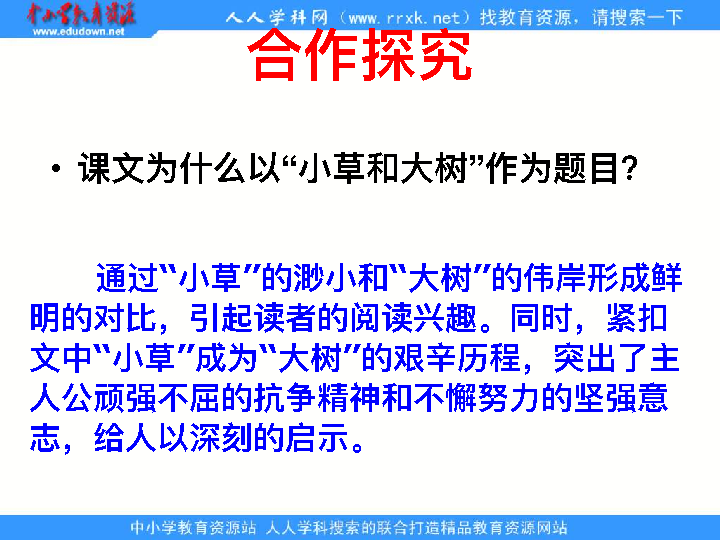 中小学教育资源站
www.edudown.net
人人学科网（www.rrxk.net）找教育资源，请搜索一下
合作探究
• 课文为什么以“小草和大树”作为题目?
通过“小草”的渺小和“大树”的伟岸形成鲜
明的对比，引起读者的阅读兴趣。同时，紧扣
文中“小草”成为“大树”的艰辛历程，突出了主
人公顽强不屈的抗争精神和不懈努力的坚强意
志，给人以深刻的启示。
中小学教育资源站 人人学科搜索的联合打造精品教育资源网站